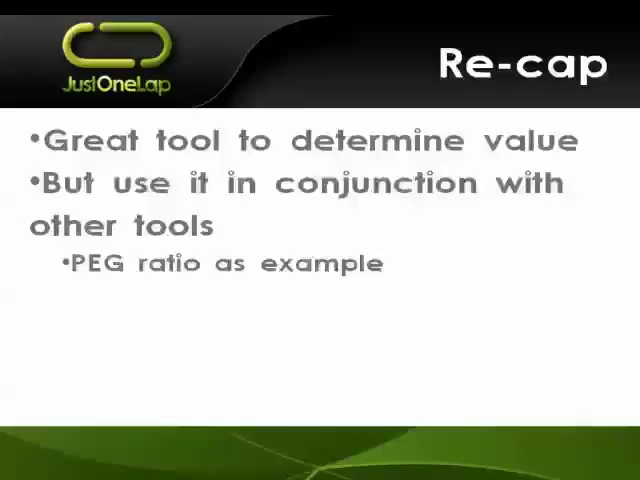 JustOneLap
Re-cap
•Great tool to determine value
•But use it in conjunction with
other tools
•PEG ratio as example